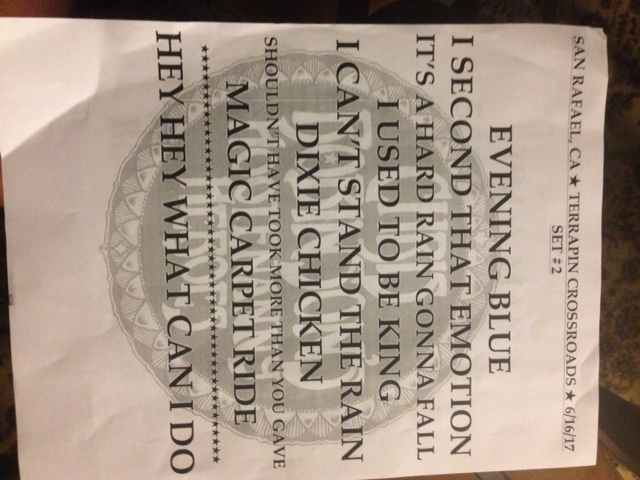 SAN RAFAEL, CA ★ TERRAPIN CROSSROADS ★ 6/16/17
SET #2
EVENING BLUE
I SECOND THAT EMOTION
IT'S A HARD RAIN GONNA FALL
I USED TO BE KING
I CAN'T STAND THE RAIN
DIXIE CHICKEN
SHOULDN'T HAVE TOOK MORE THAN YOU GAVE
MAGIC CARPET RIDE
HEY HEY WHAT CAN I DO